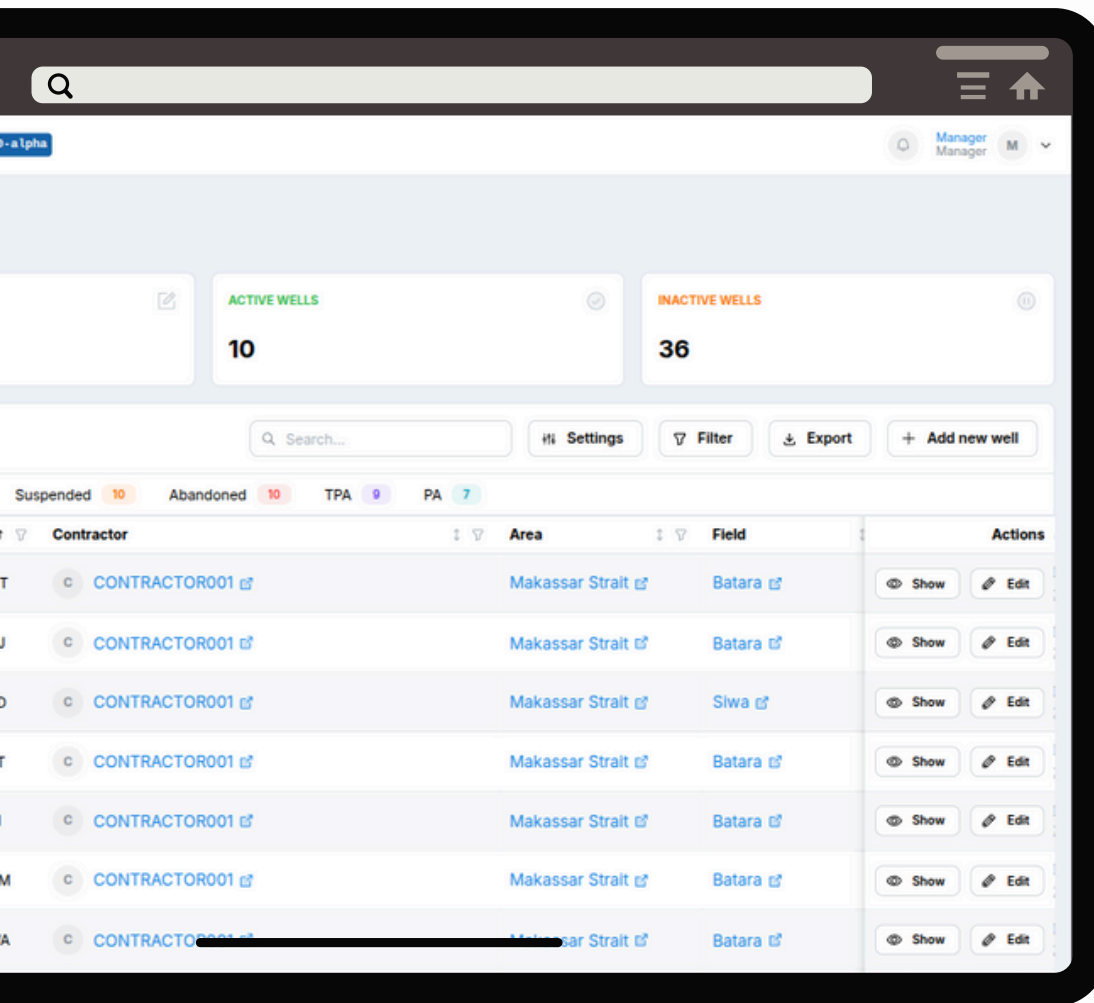 -alpha
Manager
Manager
M
ACTIVE WELLS
INACTIVE WELLS
10
36
Search...
Settings
Filter
Export
Add new well
Suspended 10 Abandoned 10 TPA 9 PA 7
Contractor Area Field Actions
T C CONTRACTOR001 Makassar Strait Batara Show Edit
J C CONTRACTOR001 Makassar Strait Batara Show Edit
C CONTRACTOR001 Makassar Strait Siwa Show Edit
T C CONTRACTOR001 Makassar Strait Batara Show Edit
C CONTRACTOR001 Makassar Strait Batara Show Edit
M C CONTRACTOR001 Makassar Strait Batara Show Edit
A C Strait Batara Show Edit